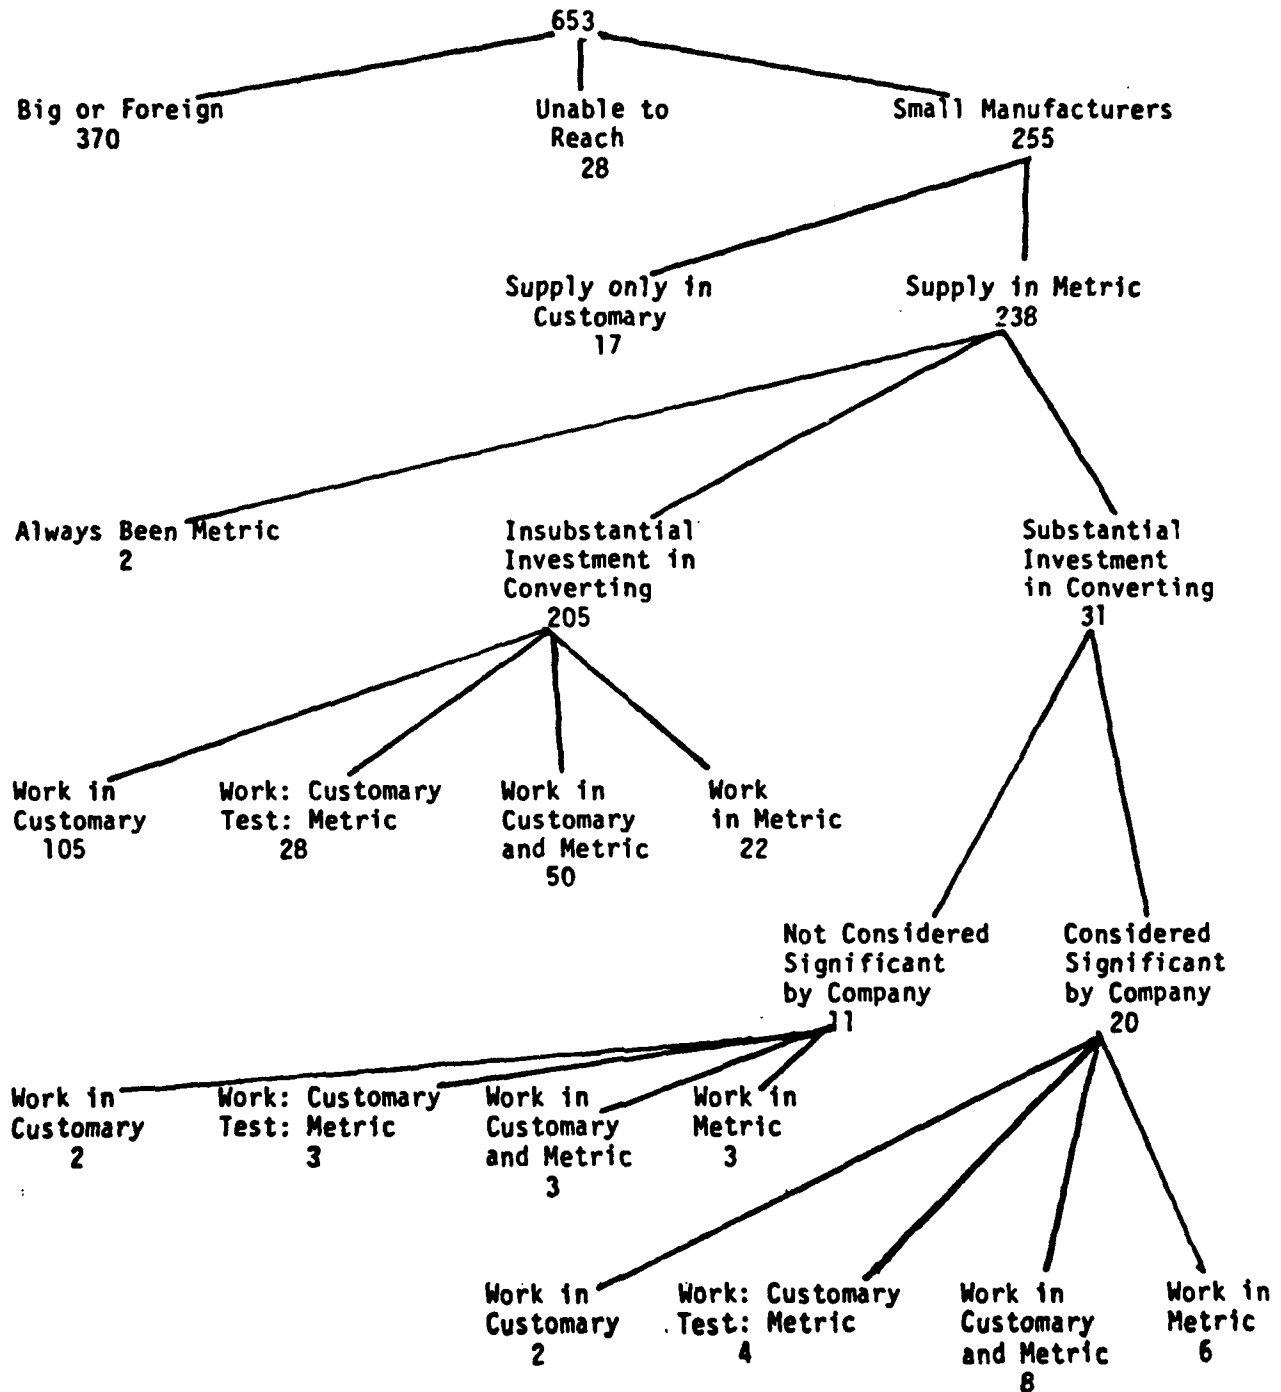 653
Big or Foreign
370
Unable to
Reach
28
Small Manufacturers
255
Supply only in
Customary
17
Supply in Metric
238
Always Been Metric
2
Insubstantial
Investment in
Converting
205
Substantial
Investment
in Converting
31
Work in
Customary
105
Work: Customary
Test: Metric
28
Work in
Customary
and Metric
50
Work
in Metric
22
Not Considered
Significant
by Company
11
Considered
Significant
by Company
20
Work in
Customary
2
Work: Customary
Test: Metric
3
Work in
Customary
and Metric
3
Work in
Metric
3
Work in
Customary
2
Work: Customary
Test: Metric
4
Work in
Customary
and Metric
8
Work in
Metric
6